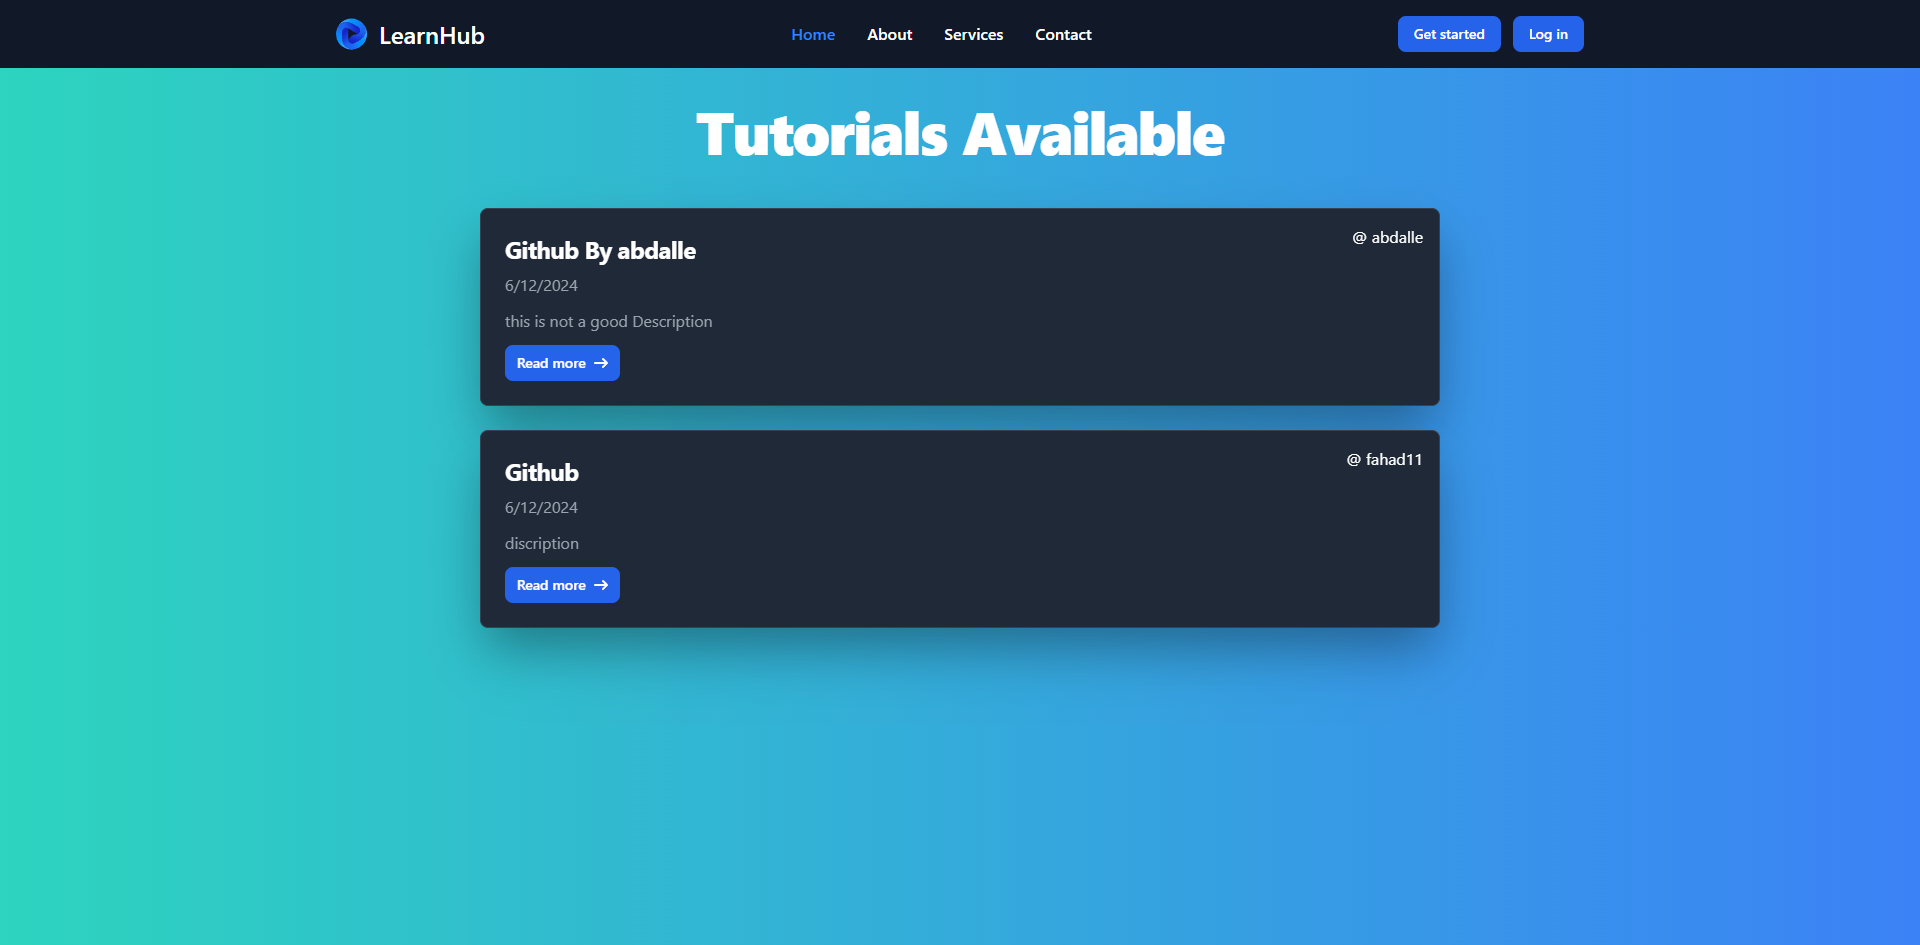 LearnHub
Home About Services Contact
Get started Log in
Tutorials Available
Github By abdalle
@ abdalle
6/12/2024
this is not a good Description
Read more
Github
@ fahad11
6/12/2024
discription
Read more